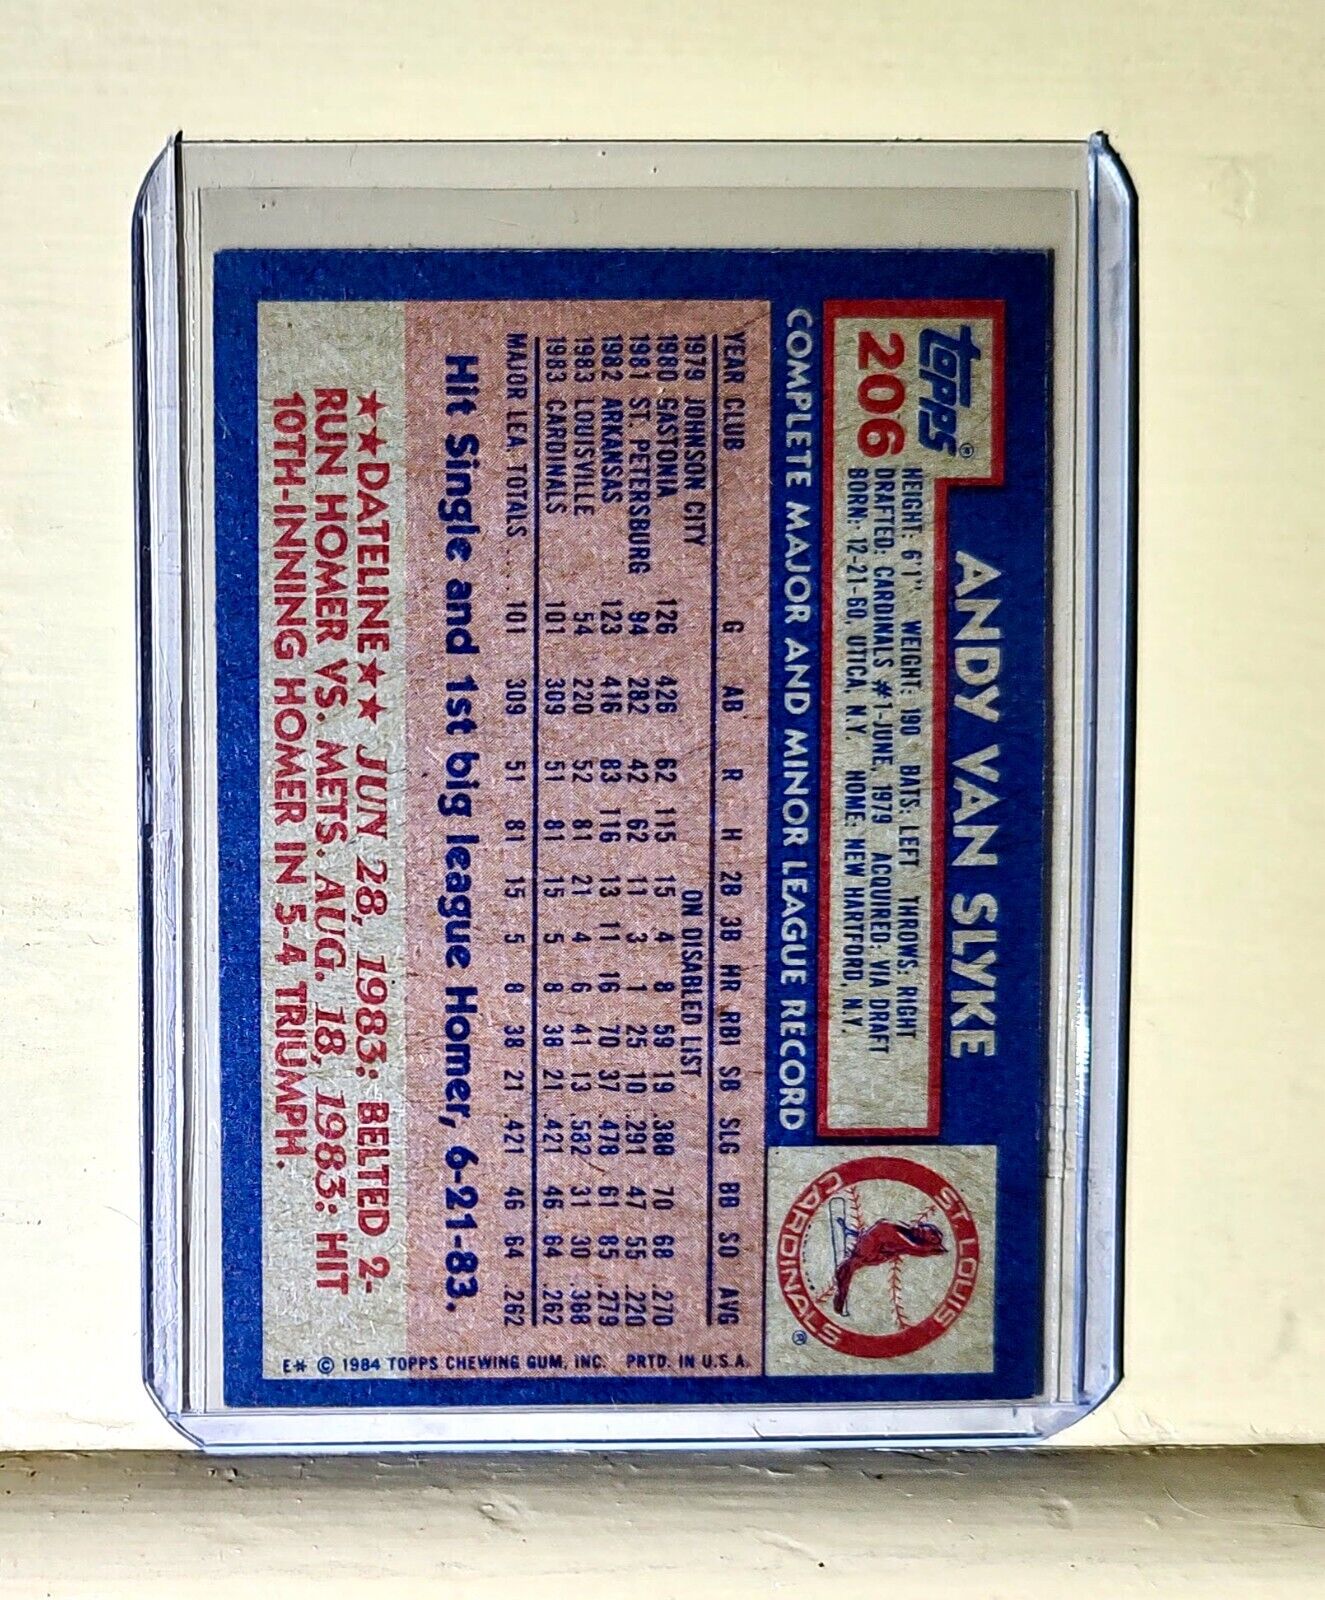 ANDY VAN SLYKE
topps®
206
HEIGHT: 6'1" WEIGHT: 190 BATS: LEFT THROWS: RIGHT
DRAFTED: CARDINALS #1-JUNE, 1979 ACQUIRED: VIA DRAFT
BORN: 12-21-60, UTICA, N.Y. HOME: NEW HARTFORD, N.Y.
ST. LOUIS
CARDINALS
®
COMPLETE MAJOR AND MINOR LEAGUE RECORD
YEAR CLUB G AB R H 2B 3B HR RBI SB SLG BB SO AVG
1979 JOHNSON CITY ON DISABLED LIST
1980 GASTONIA 126 426 62 115 15 4 8 59 19 .388 70 68 .270
1981 ST. PETERSBURG 94 282 42 62 11 3 1 25 10 .291 47 55 .220
1982 ARKANSAS 123 416 83 116 13 11 16 70 37 .478 61 85 .279
1983 LOUISVILLE 54 220 52 81 21 4 6 41 13 .582 31 30 .368
1983 CARDINALS 101 309 51 81 15 5 8 38 21 .421 46 64 .262
MAJOR LEA. TOTALS ... 101 309 51 81 15 5 8 38 21 .421 46 64 .262
Hit Single and 1st big league Homer, 6-21-83.
★★DATELINE★★ JUN 28, 1983: BELTED 2-
RUN HOMER VS. METS. AUG. 18, 1983: HIT
10TH-INNING HOMER IN 5-4 TRIUMPH.
E* © 1984 TOPPS CHEWING GUM, INC. PRTD. IN U.S.A.